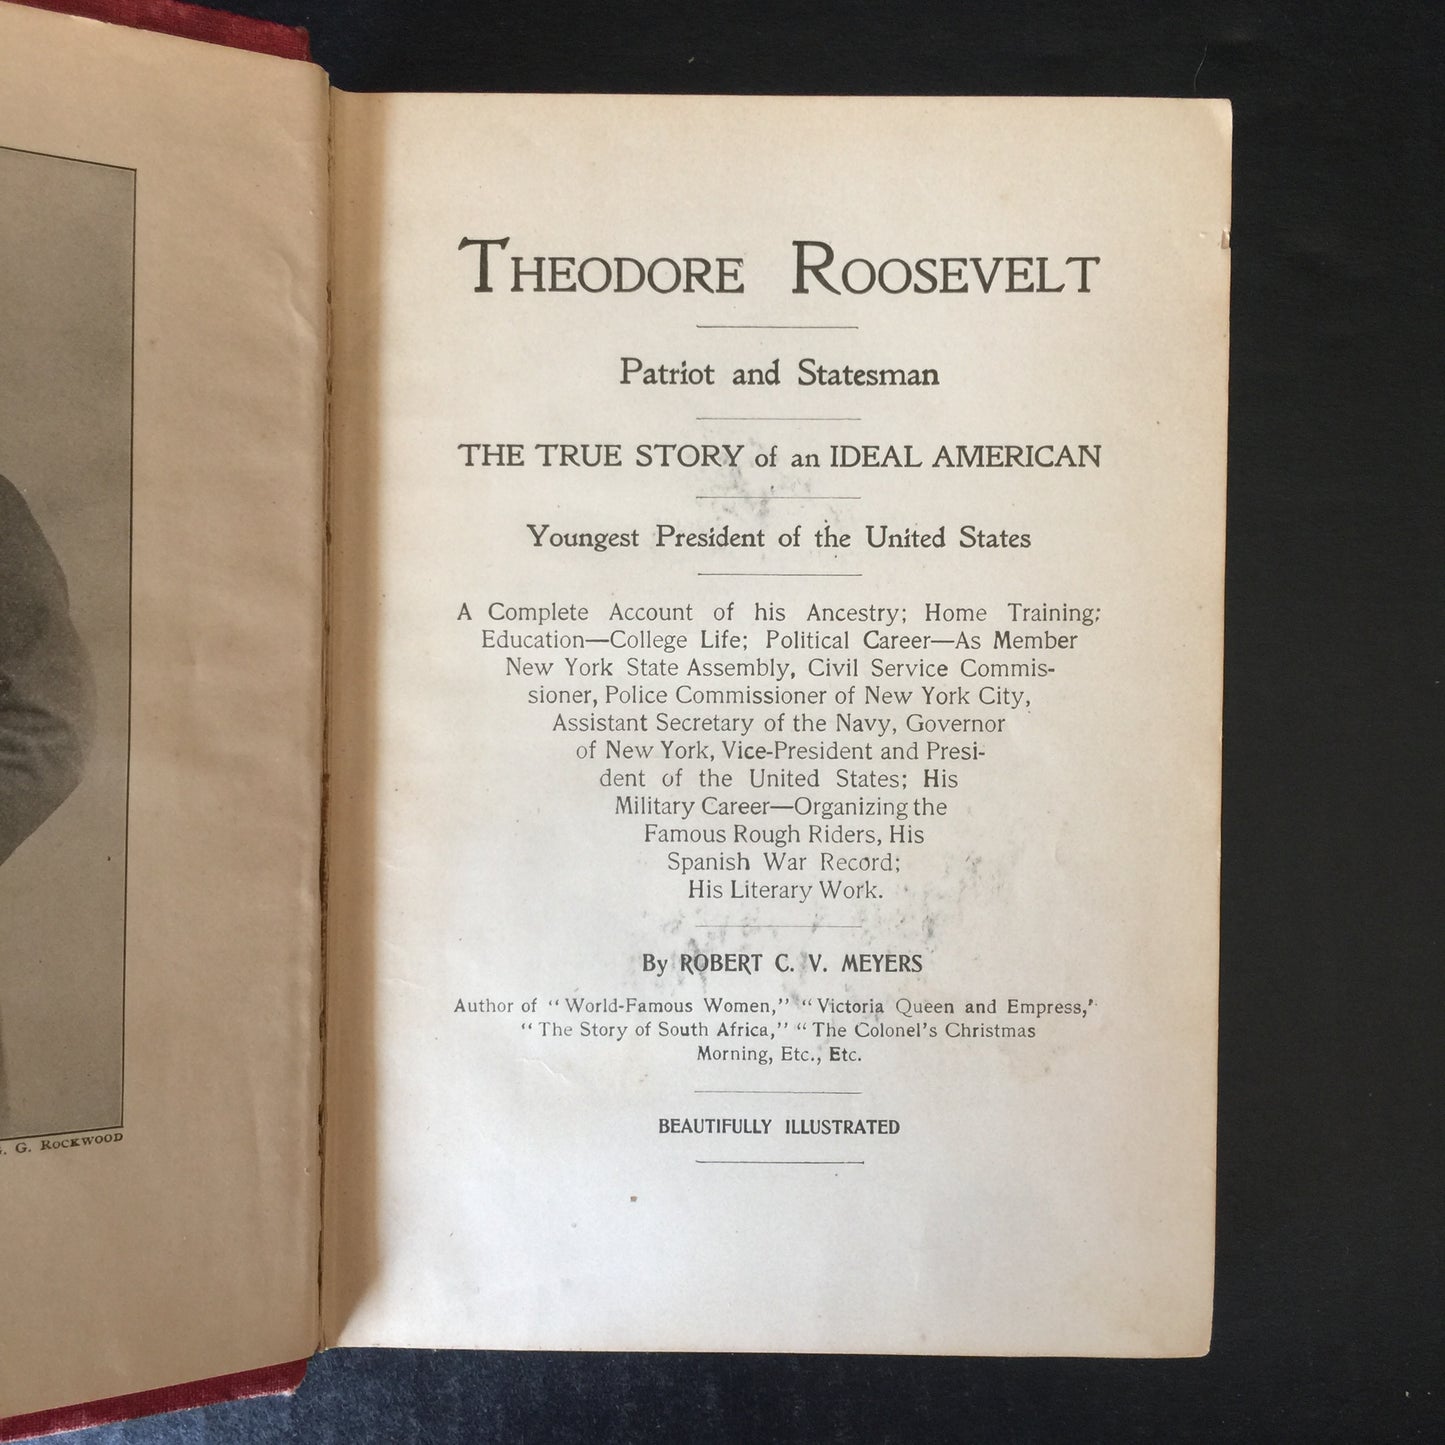 G. G. ROCKWOOD
THEODORE ROOSEVELT
Patriot and Statesman
THE TRUE STORY of an IDEAL AMERICAN
Youngest President of the United States
A Complete Account of his Ancestry; Home Training;
Education—College Life; Political Career—As Member
New York State Assembly, Civil Service Commis-
sioner, Police Commissioner of New York City,
Assistant Secretary of the Navy, Governor
of New York, Vice-President and Presi-
dent of the United States; His
Military Career—Organizing the
Famous Rough Riders, His
Spanish War Record;
His Literary Work.
By ROBERT C. V. MEYERS
Author of "World-Famous Women," "Victoria Queen and Empress,"
"The Story of South Africa," "The Colonel's Christmas
Morning, Etc., Etc.
BEAUTIFULLY ILLUSTRATED